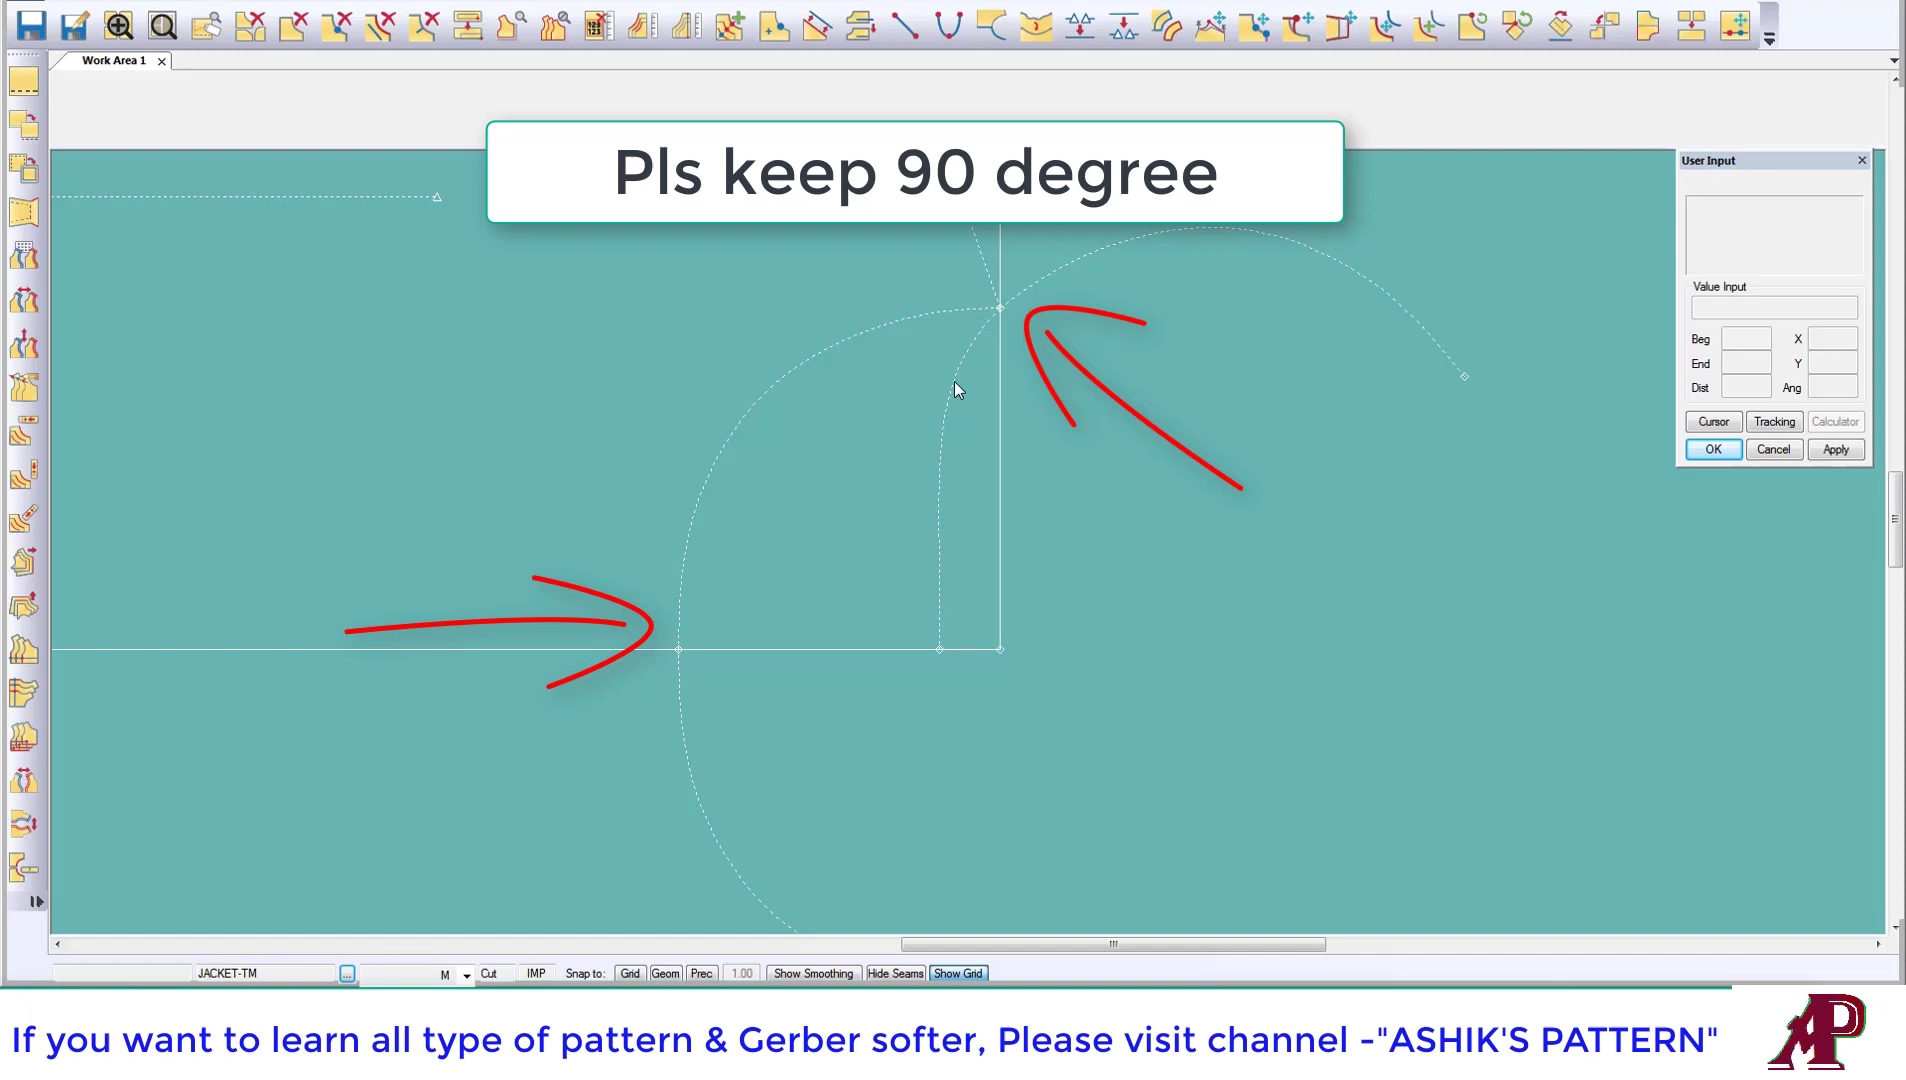 Work Area 1
Pls keep 90 degree
User Input
Value Input
Beg X
End Y
Dist Ang
Cursor Tracking Calculator
OK Cancel Apply
JACKET-TM ... M Cut IMP Snap to: Grid Geom Prec 1.00 Show Smoothing Hide Seams Show Grid
If you want to learn all type of pattern & Gerber softer, Please visit channel -"ASHIK'S PATTERN"
AP